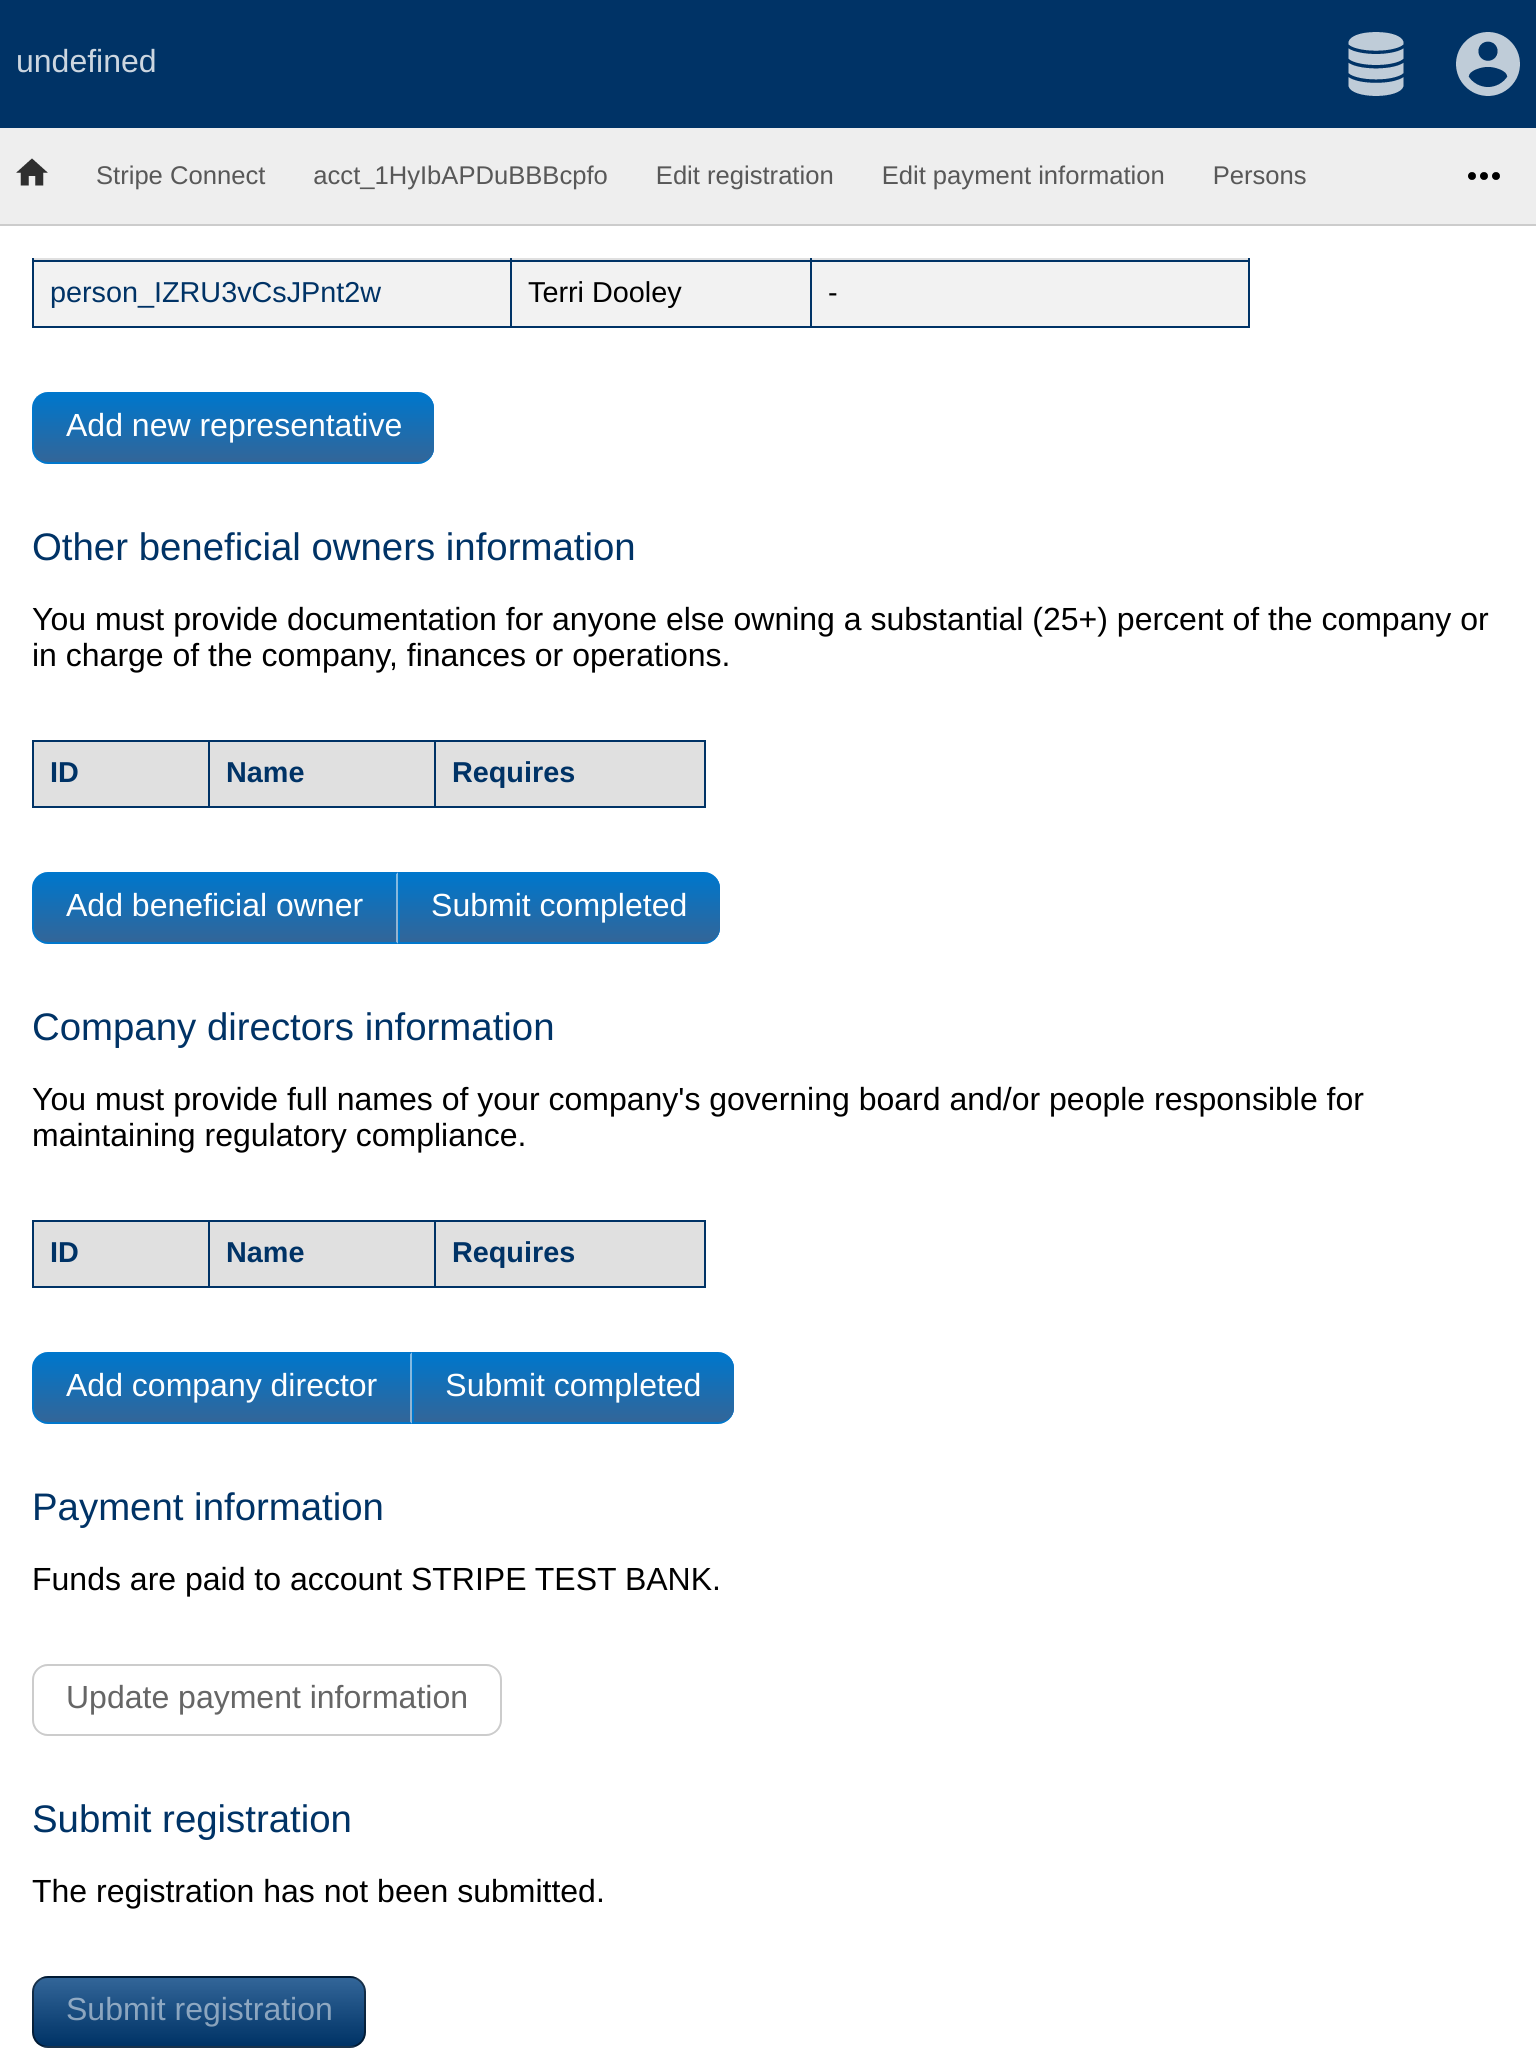 undefined
Stripe Connect acct_1HyIbAPDuBBBcpfo Edit registration Edit payment information Persons
person_IZRU3vCsJPnt2w Terri Dooley -
Add new representative
Other beneficial owners information
You must provide documentation for anyone else owning a substantial (25+) percent of the company or
in charge of the company, finances or operations.
ID Name Requires
Add beneficial owner Submit completed
Company directors information
You must provide full names of your company's governing board and/or people responsible for
maintaining regulatory compliance.
ID Name Requires
Add company director Submit completed
Payment information
Funds are paid to account STRIPE TEST BANK.
Update payment information
Submit registration
The registration has not been submitted.
Submit registration